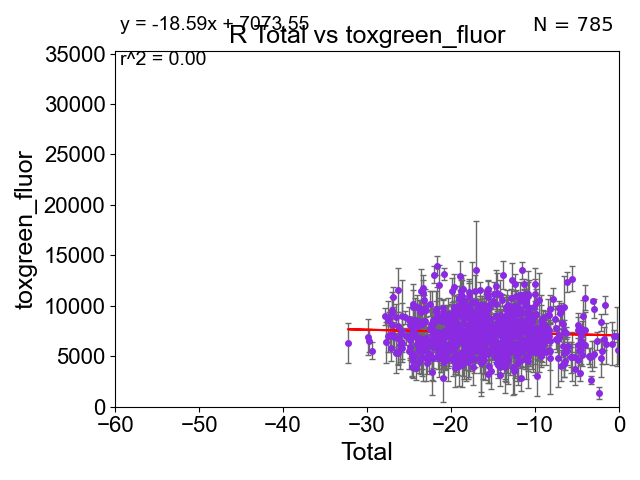 y = -18.59x + 7073.55
N = 785
R Total vs toxgreen_fluor
r^2 = 0.00
35000
30000
25000
20000
15000
10000
5000
0
toxgreen_fluor
−60 −50 −40 −30 −20 −10 0
Total